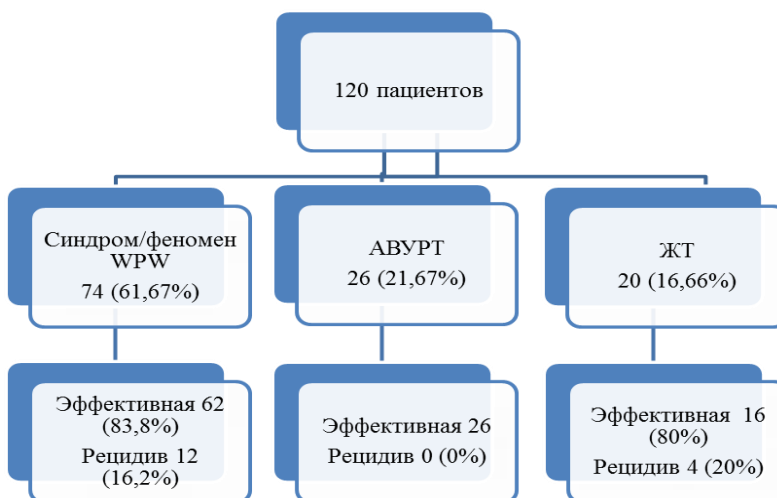 120 пациентов
Синдром/феномен
WPW
74 (61,67%)
АВУРТ
26 (21,67%)
ЖТ
20 (16,66%)
Эффективная 62
(83,8%)
Рецидив 12
(16,2%)
Эффективная 26
Рецидив 0 (0%)
Эффективная 16
(80%)
Рецидив 4 (20%)